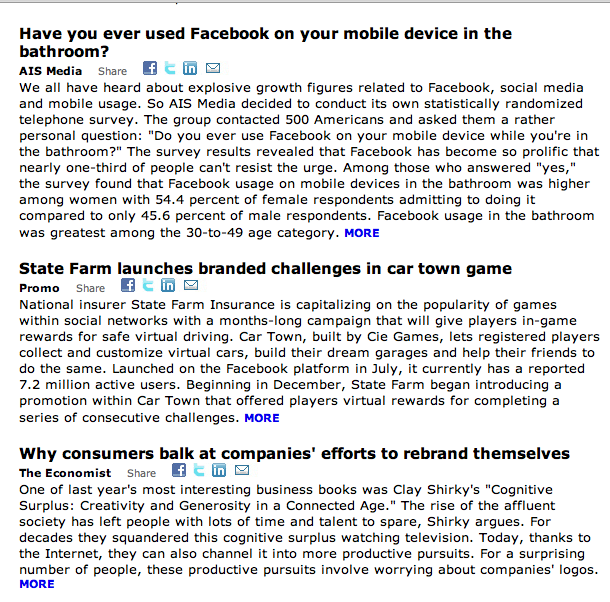 Have you ever used Facebook on your mobile device in the
bathroom?
AIS Media Share
We all have heard about explosive growth figures related to Facebook, social media
and mobile usage. So AIS Media decided to conduct its own statistically randomized
telephone survey. The group contacted 500 Americans and asked them a rather
personal question: "Do you ever use Facebook on your mobile device while you're in
the bathroom?" The survey results revealed that Facebook has become so prolific that
nearly one-third of people can't resist the urge. Among those who answered "yes,"
the survey found that Facebook usage on mobile devices in the bathroom was higher
among women with 54.4 percent of female respondents admitting to doing it
compared to only 45.6 percent of male respondents. Facebook usage in the bathroom
was greatest among the 30-to-49 age category. MORE
State Farm launches branded challenges in car town game
Promo Share
National insurer State Farm Insurance is capitalizing on the popularity of games
within social networks with a months-long campaign that will give players in-game
rewards for safe virtual driving. Car Town, built by Cie Games, lets registered players
collect and customize virtual cars, build their dream garages and help their friends to
do the same. Launched on the Facebook platform in July, it currently has a reported
7.2 million active users. Beginning in December, State Farm began introducing a
promotion within Car Town that offered players virtual rewards for completing a
series of consecutive challenges. MORE
Why consumers balk at companies' efforts to rebrand themselves
The Economist Share
One of last year's most interesting business books was Clay Shirky's "Cognitive
Surplus: Creativity and Generosity in a Connected Age." The rise of the affluent
society has left people with lots of time and talent to spare, Shirky argues. For
decades they squandered this cognitive surplus watching television. Today, thanks to
the Internet, they can also channel it into more productive pursuits. For a surprising
number of people, these productive pursuits involve worrying about companies' logos.
MORE